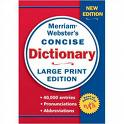 NEW EDITION
Merriam-
Webster's
CONCISE
Dictionary
LARGE PRINT
EDITION
• 40,000 entries
• Pronunciations
• Abbreviations